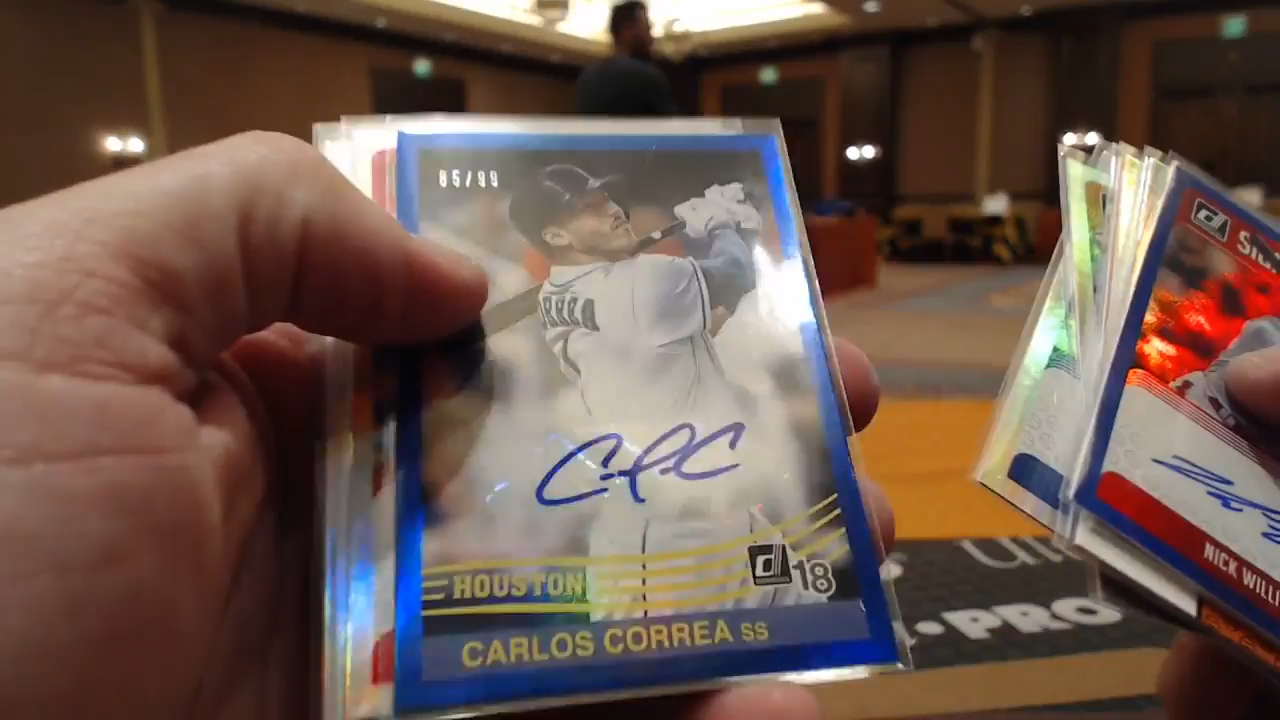 85/99
HOUSTON
d 18
CARLOS CORREA SS
d
NICK WILLI
PRO